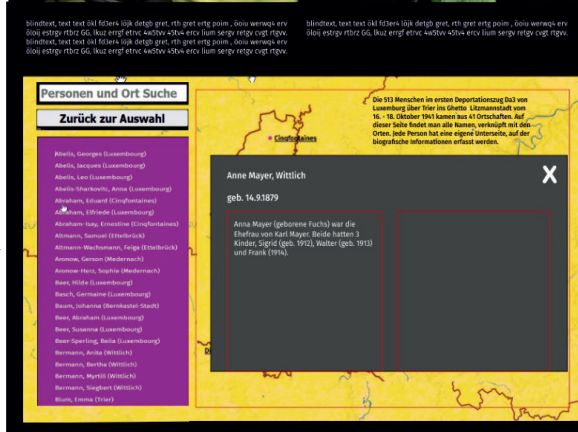 blindtext, text text ökl fd3er4 löjk detgb gret, rth gret ertg poim , öoiu werwq4 erv
öloij estrgv rtbrz GG, lkuz errgf etrvc 4w5tvv 45tv4 ercv lium sergv retgv cvgt rtgvv.
blindtext, text text ökl fd3er4 löjk detgb gret, rth gret ertg poim , öoiu werwq4 erv
öloij estrgv rtbrz GG, lkuz errgf etrvc 4w5tvv 45tv4 ercv lium sergv retgv cvgt rtgvv.
blindtext, text text ökl fd3er4 löjk detgb gret, rth gret ertg poim , öoiu werwq4 erv
öloij estrgv rtbrz GG, lkuz errgf etrvc 4w5tvv 45tv4 ercv lium sergv retgv cvgt rtgvv.
Personen und Ort Suche
Zurück zur Auswahl
Abelis, Georges (Luxembourg)
Abelis, Jacques (Luxembourg)
Abelis, Leo (Luxembourg)
Abelis-Sharkovitc, Anna (Luxembourg)
Abraham, Eduard (Cinqfontaines)
Abraham, Elfriede (Luxembourg)
Abraham-Isay, Ernestine (Cinqfontaines)
Altmann, Samuel (Ettelbrück)
Altmann-Wachsmann, Feiga (Ettelbrück)
Aronow, Gerson (Medernach)
Aronow-Herz, Sophia (Medernach)
Baer, Hilde (Luxembourg)
Basch, Germaine (Luxembourg)
Baum, Johanna (Bernkastel-Stadt)
Beer, Abraham (Luxembourg)
Beer, Susanna (Luxembourg)
Beer-Sperling, Beila (Luxembourg)
Bermann, Anita (Wittlich)
Bermann, Bertha (Wittlich)
Bermann, Myrtill (Wittlich)
Bermann, Siegbert (Wittlich)
Blum, Emma (Trier)
Die 513 Menschen im ersten Deportationszug Da3 von
Luxemburg über Trier ins Ghetto Litzmannstadt vom
16. - 18. Oktober 1941 kamen aus 41 Ortschaften. Auf
dieser Seite findet man alle Namen, verknüpft mit den
Orten. Jede Person hat eine eigene Unterseite, auf der
biografische Informationen erfasst werden.
Cinqfontaines
Anna Mayer, Wittlich
X
geb. 14.9.1879
Anna Mayer (geborene Fuchs) war die
Ehefrau von Karl Mayer. Beide hatten 3
Kinder, Sigrid (geb. 1912), Walter (geb. 1913)
und Frank (1914).